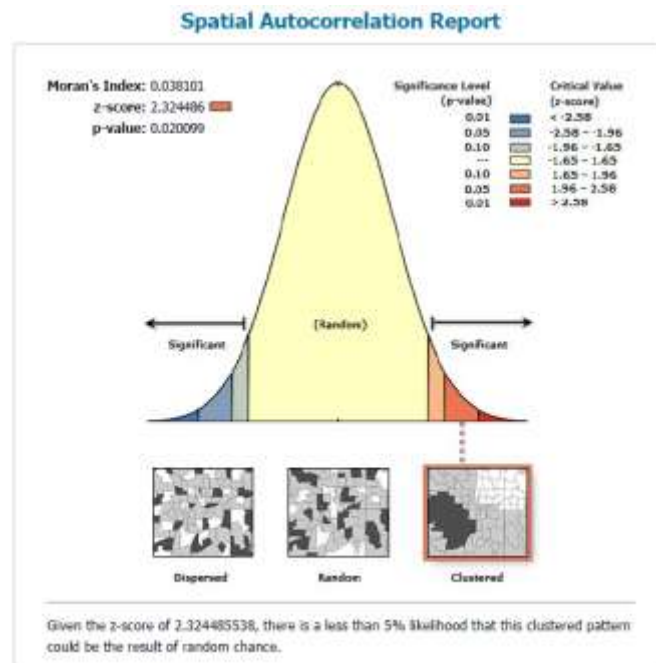 Spatial Autocorrelation Report
Moran's Index: 0.038101
z-score: 2.324486
p-value: 0.020099
Significance Level
(p-value)
Critical Value
(z-score)
0.01 < -2.58
0.05 -2.58 – -1.96
0.10 -1.96 – -1.65
--- -1.65 – 1.65
0.10 1.65 – 1.96
0.05 1.96 – 2.58
0.01 > 2.58
(Random)
Significant
Significant
Dispersed
Random
Clustered
Given the z-score of 2.324485538, there is a less than 5% likelihood that this clustered pattern
could be the result of random chance.